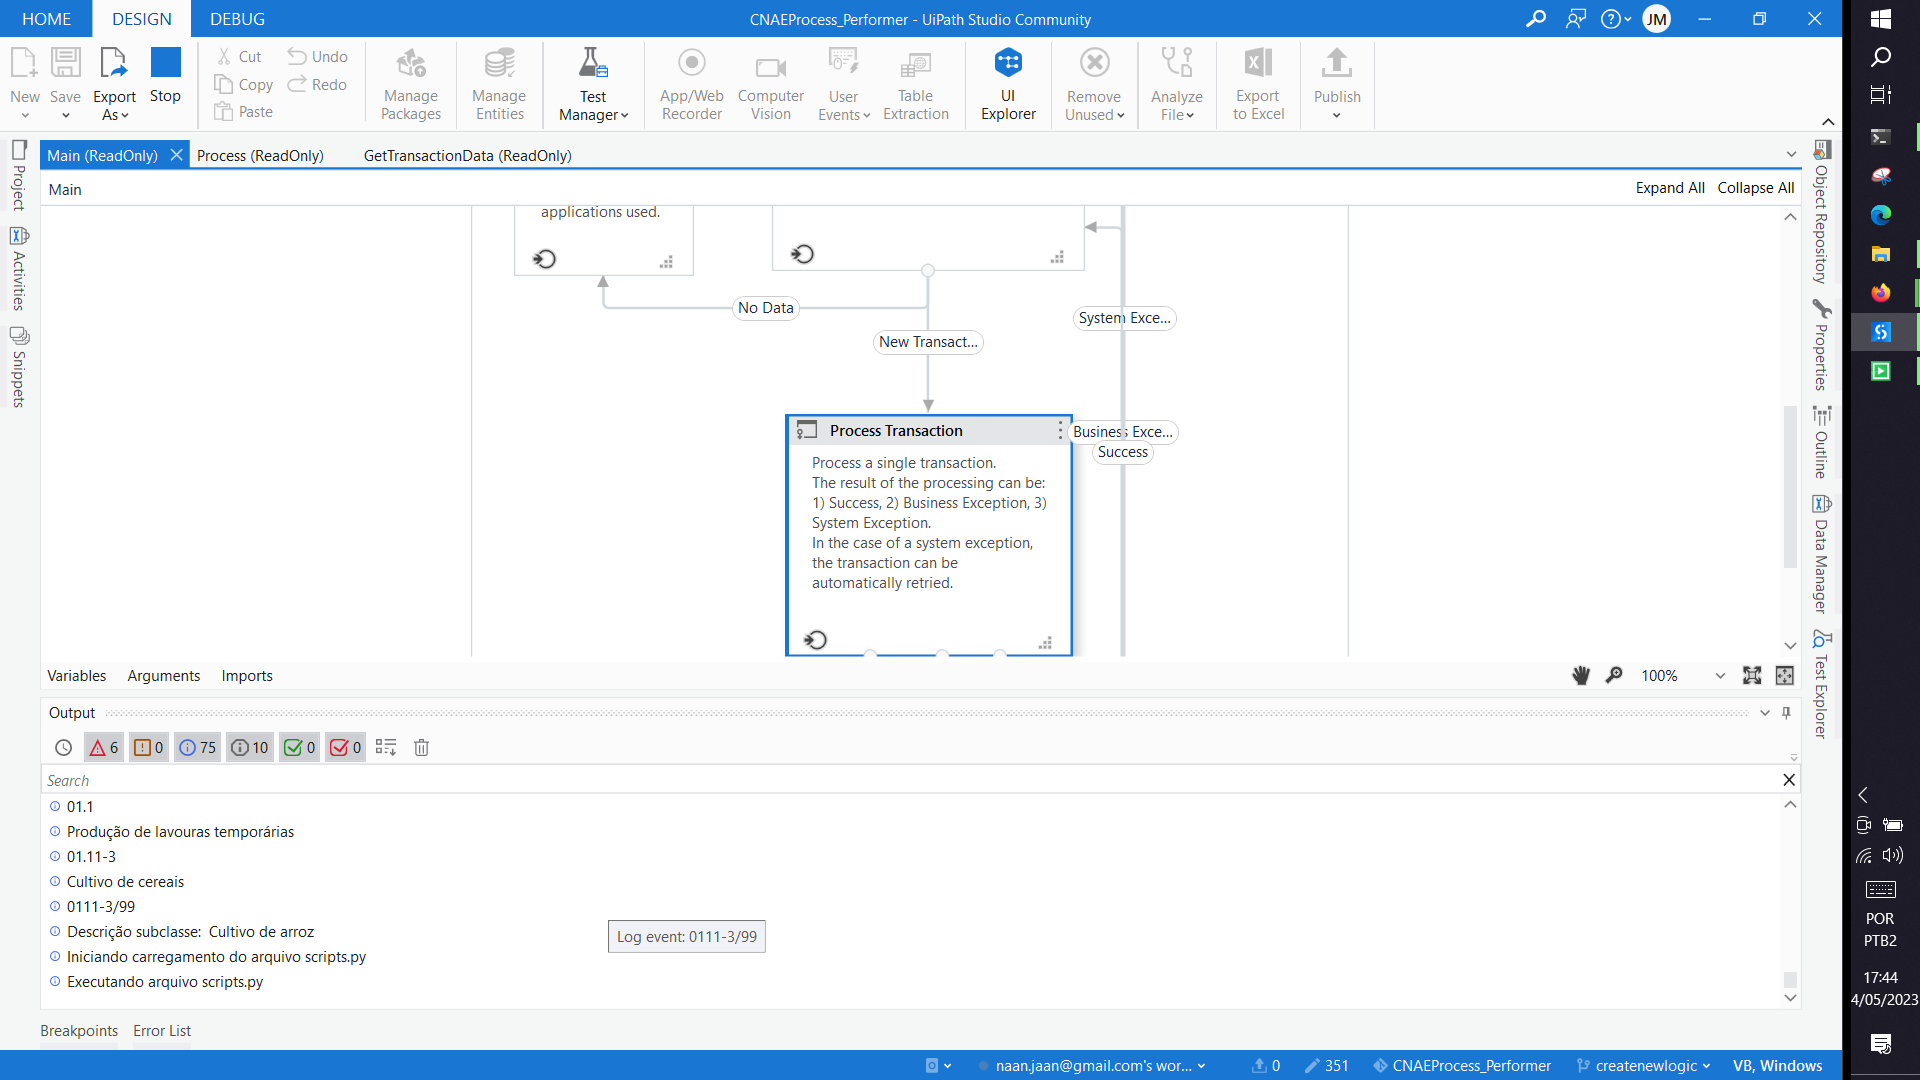 HOME DESIGN DEBUG
CNAEProcess_Performer - UiPath Studio Community
JM
New
Save
Export As
Stop
Cut
Copy
Paste
Undo
Redo
Manage Packages
Manage Entities
Test Manager
App/Web Recorder
Computer Vision
User Events
Table Extraction
UI Explorer
Remove Unused
Analyze File
Export to Excel
Publish
Main (ReadOnly)
Process (ReadOnly)
GetTransactionData (ReadOnly)
Main
Expand All Collapse All
Project
Activities
Snippets
applications used.
No Data
New Transact...
System Exce...
Business Exce...
Success
Process Transaction
Process a single transaction.
The result of the processing can be:
1) Success, 2) Business Exception, 3)
System Exception.
In the case of a system exception,
the transaction can be
automatically retried.
Object Repository
Properties
Outline
Data Manager
Test Explorer
Variables Arguments Imports
100%
Output
6 0 75 10 0 0
Search
01.1
Produção de lavouras temporárias
01.11-3
Cultivo de cereais
0111-3/99
Descrição subclasse:  Cultivo de arroz
Iniciando carregamento do arquivo scripts.py
Executando arquivo scripts.py
Log event: 0111-3/99
Breakpoints Error List
naan.jaan@gmail.com's wor...
0
351
CNAEProcess_Performer
createnewlogic
VB, Windows
POR
PTB2
17:44
4/05/2023